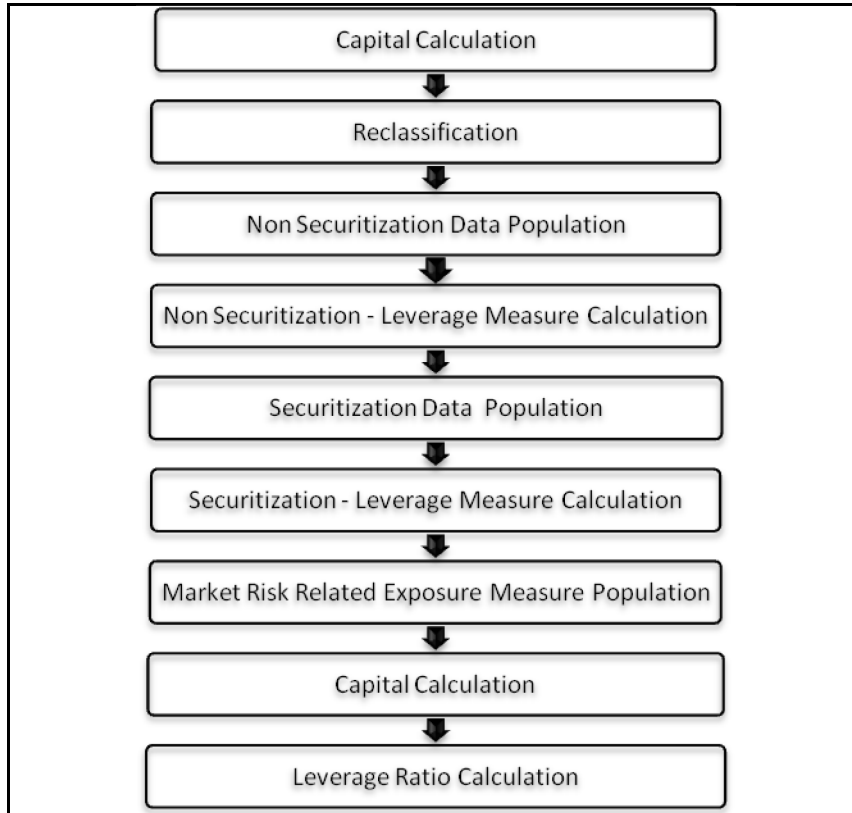 Capital Calculation
Reclassification
Non Securitization Data Population
Non Securitization - Leverage Measure Calculation
Securitization Data Population
Securitization - Leverage Measure Calculation
Market Risk Related Exposure Measure Population
Capital Calculation
Leverage Ratio Calculation